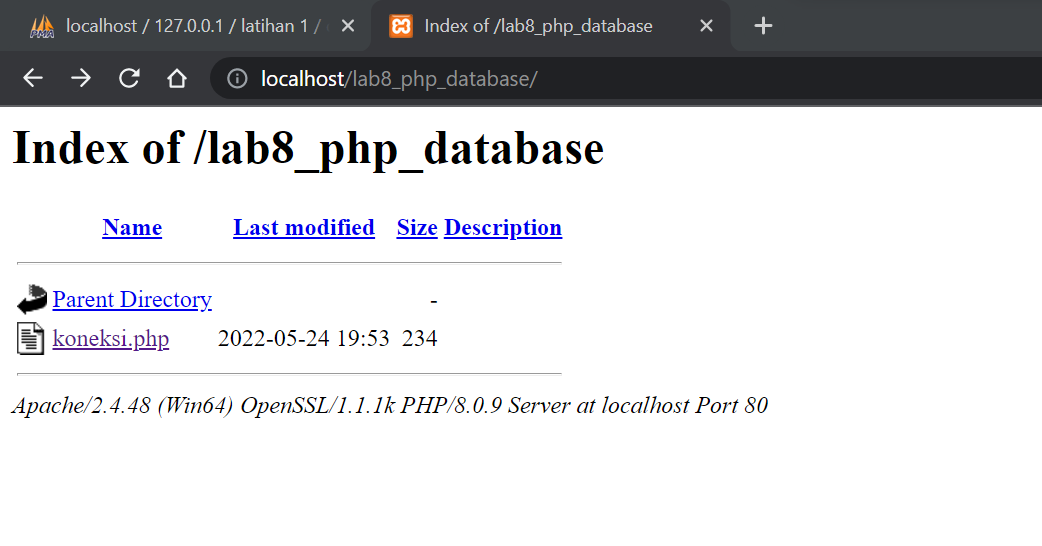 localhost / 127.0.0.1 / latihan 1 /
Index of /lab8_php_database
localhost/lab8_php_database/
Index of /lab8_php_database
Name Last modified Size Description
Parent Directory -
koneksi.php 2022-05-24 19:53 234
Apache/2.4.48 (Win64) OpenSSL/1.1.1k PHP/8.0.9 Server at localhost Port 80